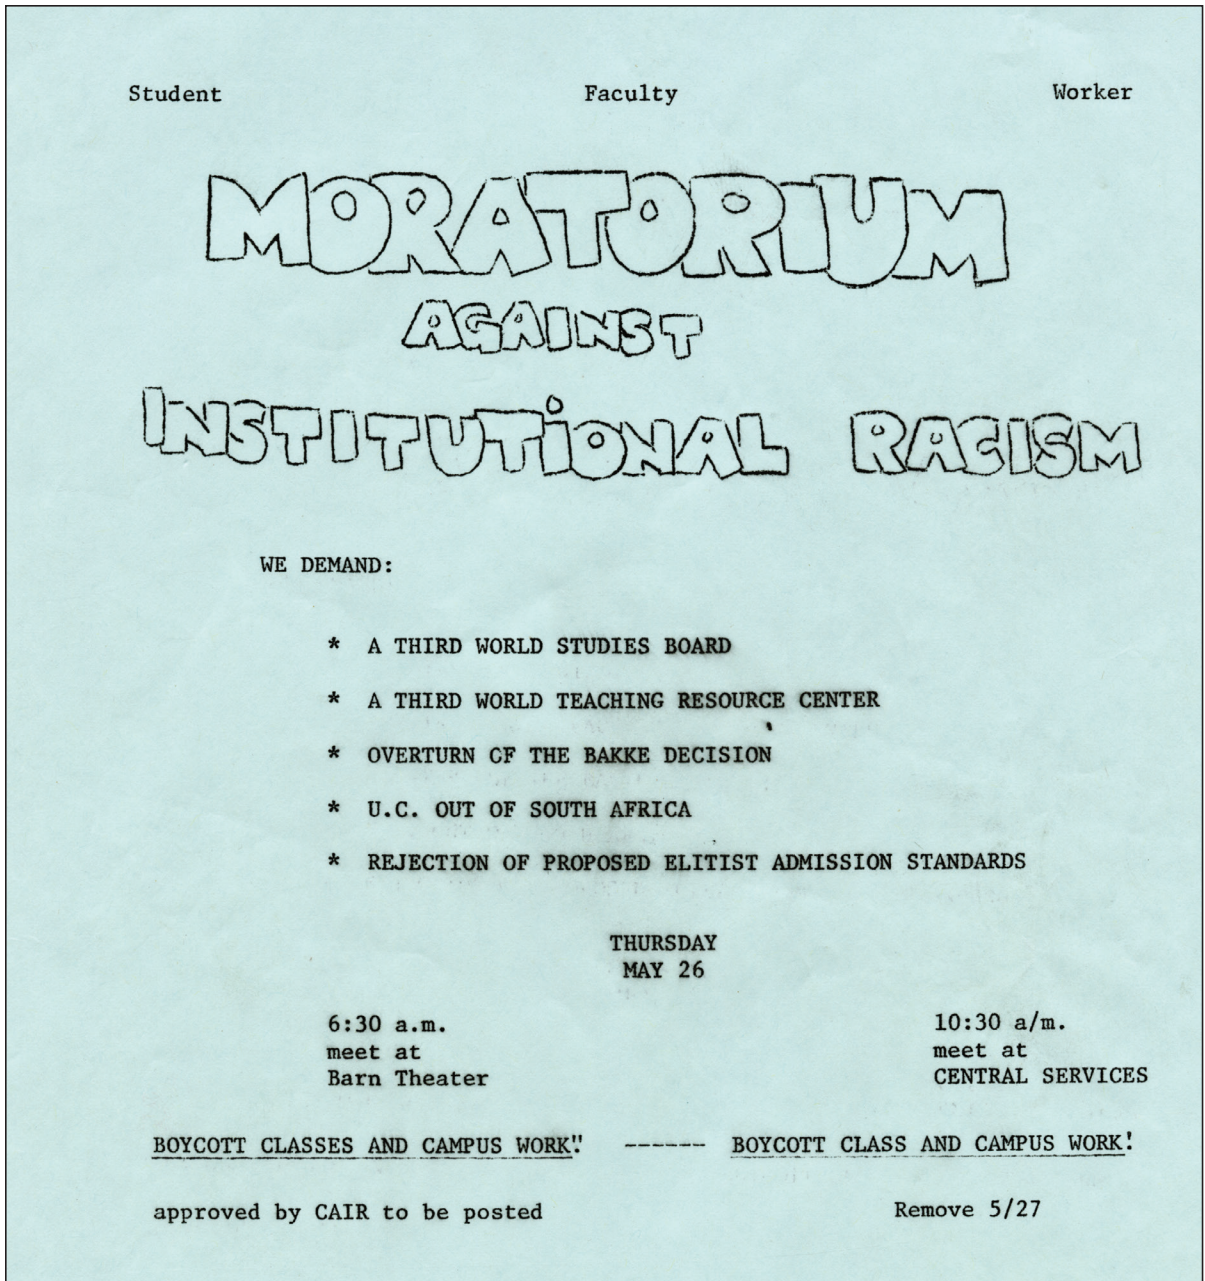 Student Faculty Worker
MORATORIUM
AGAINST
INSTITUTIONAL RACISM
WE DEMAND:
* A THIRD WORLD STUDIES BOARD
* A THIRD WORLD TEACHING RESOURCE CENTER
* OVERTURN CF THE BAKKE DECISION
* U.C. OUT OF SOUTH AFRICA
* REJECTION OF PROPOSED ELITIST ADMISSION STANDARDS
THURSDAY
MAY 26
6:30 a.m.
meet at
Barn Theater
10:30 a/m.
meet at
CENTRAL SERVICES
BOYCOTT CLASSES AND CAMPUS WORK!' ------ BOYCOTT CLASS AND CAMPUS WORK!
approved by CAIR to be posted Remove 5/27